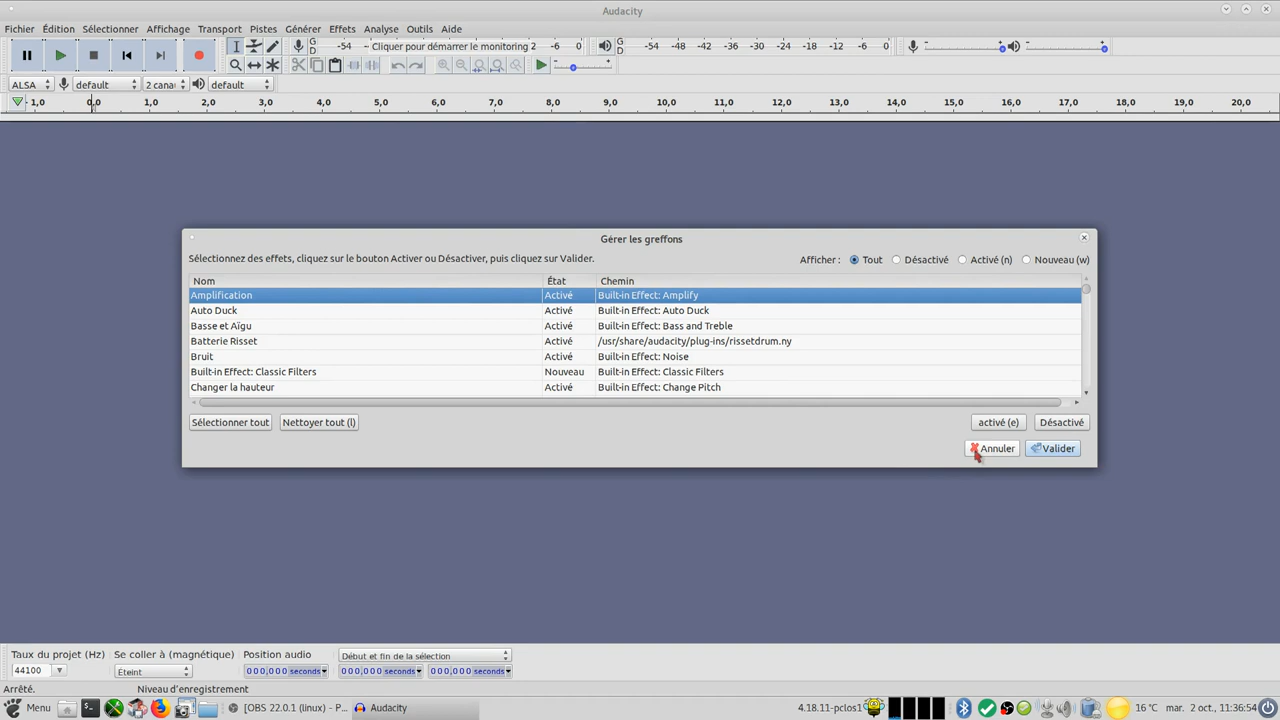 Audacity
Fichier Édition Sélectionner Affichage Transport Pistes Générer Effets Analyse Outils Aide
G D -54 Cliquer pour démarrer le monitoring 2 -6 0 G D -54 -48 -42 -36 -30 -24 -18 -12 -6 0
ALSA default 2 cana default
1,0 0,0 1,0 2,0 3,0 4,0 5,0 6,0 7,0 8,0 9,0 10,0 11,0 12,0 13,0 14,0 15,0 16,0 17,0 18,0 19,0 20,0
Gérer les greffons
Sélectionnez des effets, cliquez sur le bouton Activer ou Désactiver, puis cliquez sur Valider. Afficher : Tout Désactivé Activé (n) Nouveau (w)
Nom État Chemin
Amplification Activé Built-in Effect: Amplify
Auto Duck Activé Built-in Effect: Auto Duck
Basse et Aïgu Activé Built-in Effect: Bass and Treble
Batterie Risset Activé /usr/share/audacity/plug-ins/rissetdrum.ny
Bruit Activé Built-in Effect: Noise
Built-in Effect: Classic Filters Nouveau Built-in Effect: Classic Filters
Changer la hauteur Activé Built-in Effect: Change Pitch
Sélectionner tout Nettoyer tout (l) activé (e) Désactivé
Annuler Valider
Taux du projet (Hz) Se coller à (magnétique) Position audio Début et fin de la sélection
44100 Éteint 000,000 seconds 000,000 seconds 000,000 seconds
Arrêté. Niveau d'enregistrement
Menu [OBS 22.0.1 (linux) - P... Audacity 4.18.11-pclos1 16 °C mar. 2 oct., 11:36:54